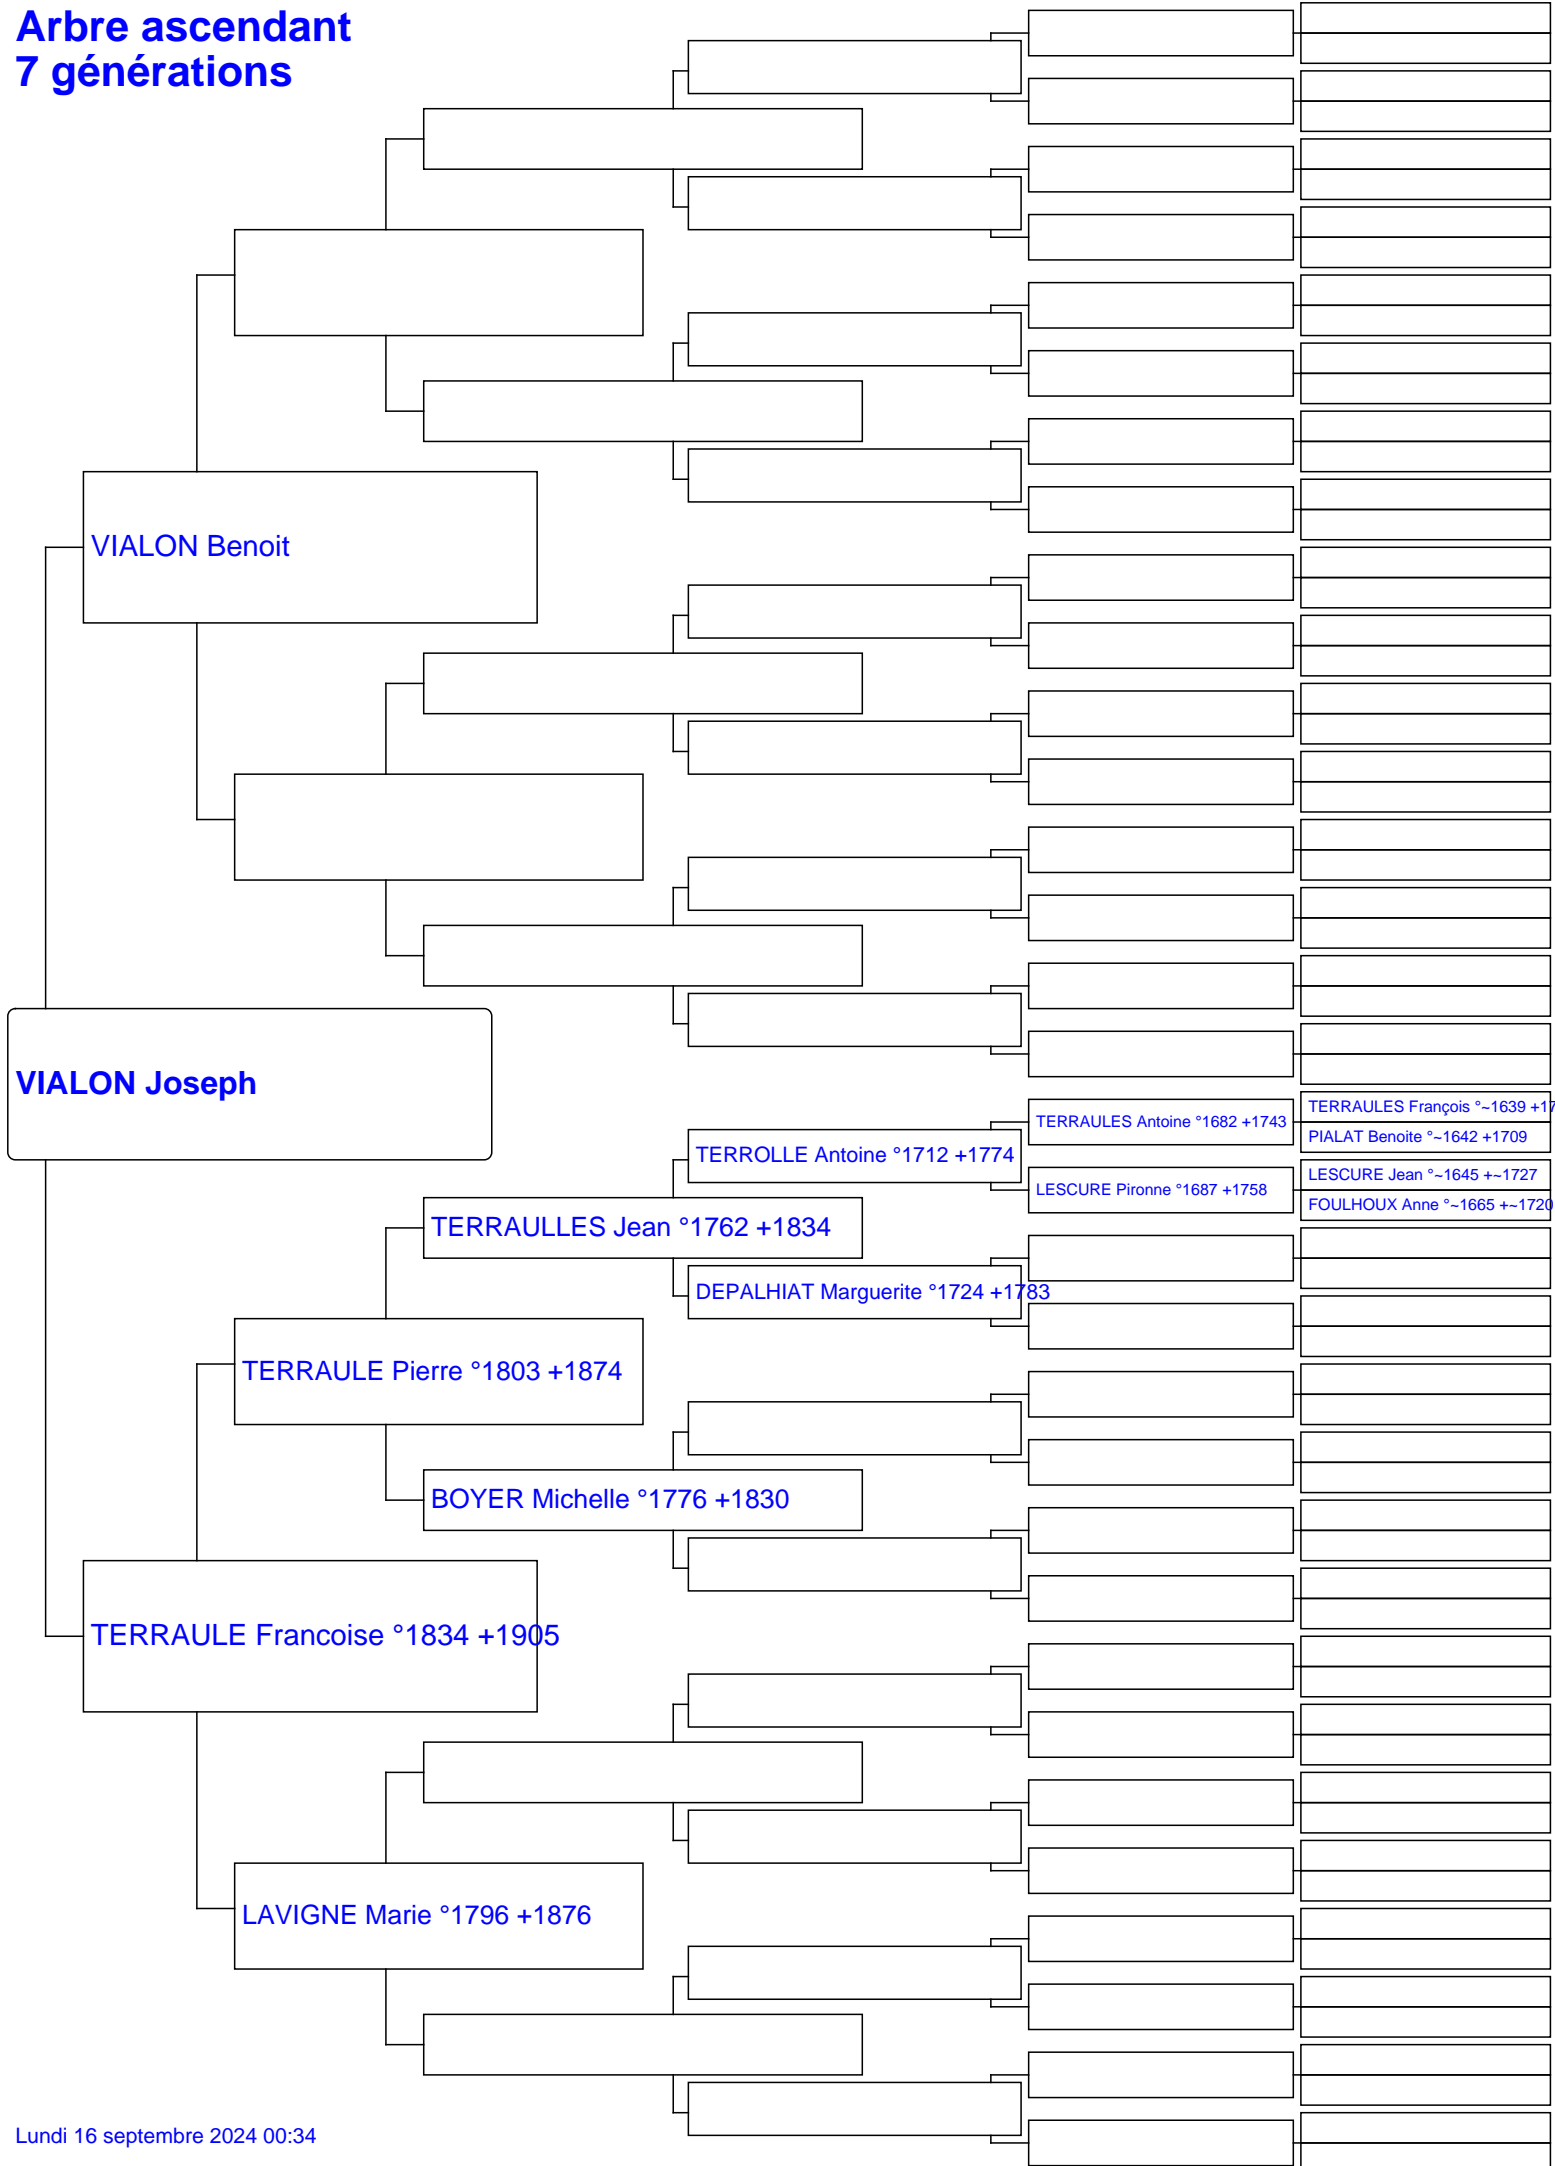 Arbre ascendant
7 générations
VIALON Benoit
VIALON Joseph
TERRAULES François °~1639 +17
TERRAULES Antoine °1682 +1743
PIALAT Benoite °~1642 +1709
TERROLLE Antoine °1712 +1774
LESCURE Jean °~1645 +~1727
LESCURE Pironne °1687 +1758
FOULHOUX Anne °~1665 +~1720
TERRAULLES Jean °1762 +1834
DEPALHIAT Marguerite °1724 +1783
TERRAULE Pierre °1803 +1874
BOYER Michelle °1776 +1830
TERRAULE Francoise °1834 +1905
LAVIGNE Marie °1796 +1876
Lundi 16 septembre 2024 00:34